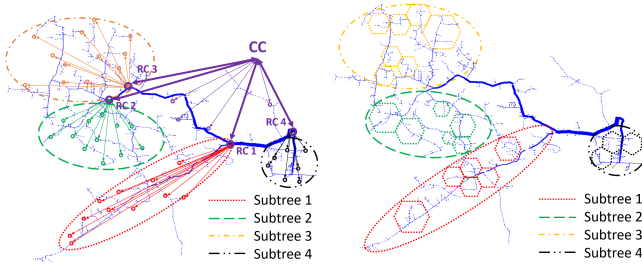 CC
RC 3
RC 2
RC 4
RC 1
Subtree 1
Subtree 2
Subtree 3
Subtree 4
Subtree 1
Subtree 2
Subtree 3
Subtree 4